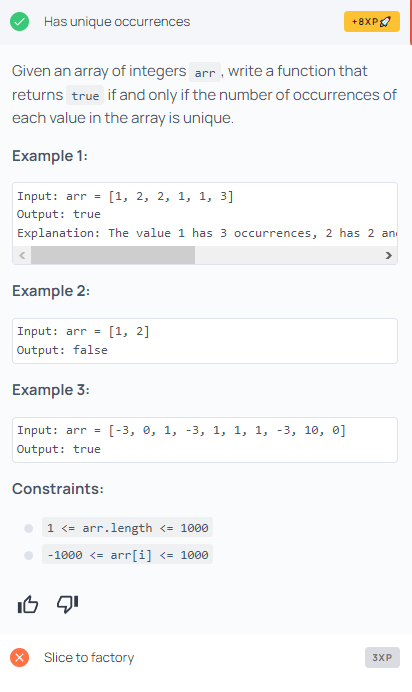 Has unique occurrences
+8XP🚀
Given an array of integers arr , write a function that
returns true if and only if the number of occurrences of
each value in the array is unique.
Example 1:
Input: arr = [1, 2, 2, 1, 1, 3]
Output: true
Explanation: The value 1 has 3 occurrences, 2 has 2 an
Example 2:
Input: arr = [1, 2]
Output: false
Example 3:
Input: arr = [-3, 0, 1, -3, 1, 1, 1, -3, 10, 0]
Output: true
Constraints:
1 <= arr.length <= 1000
-1000 <= arr[i] <= 1000
Slice to factory
3XP